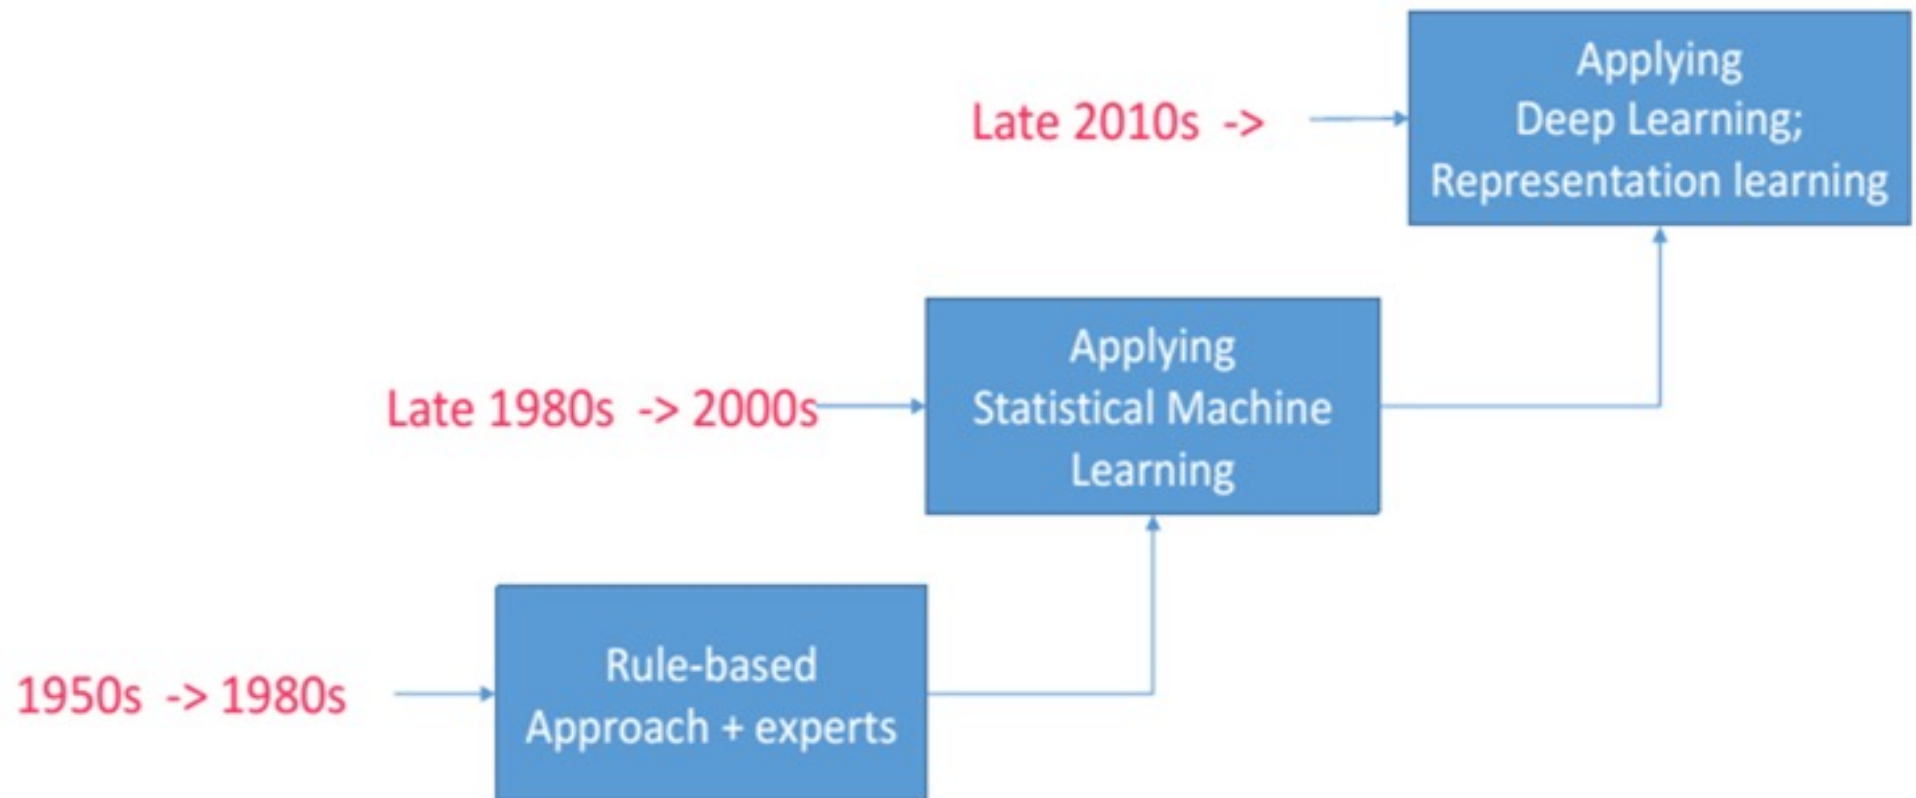 Late 2010s ->
Applying
Deep Learning;
Representation learning
Late 1980s -> 2000s
Applying
Statistical Machine
Learning
1950s -> 1980s
Rule-based
Approach + experts